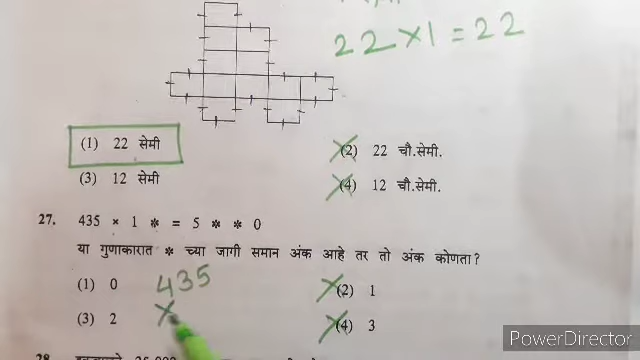 22 × 1 = 22
(1) 22 सेमी
(2) 22 चौ.सेमी.
(3) 12 सेमी
(4) 12 चौ.सेमी.
27. 435 × 1 * = 5 * * 0
या गुणाकारात * च्या जागी समान अंक आहे तर तो अंक कोणता?
(1) 0 435
(2) 1
(3) 2 ×
(4) 3
PowerDirector